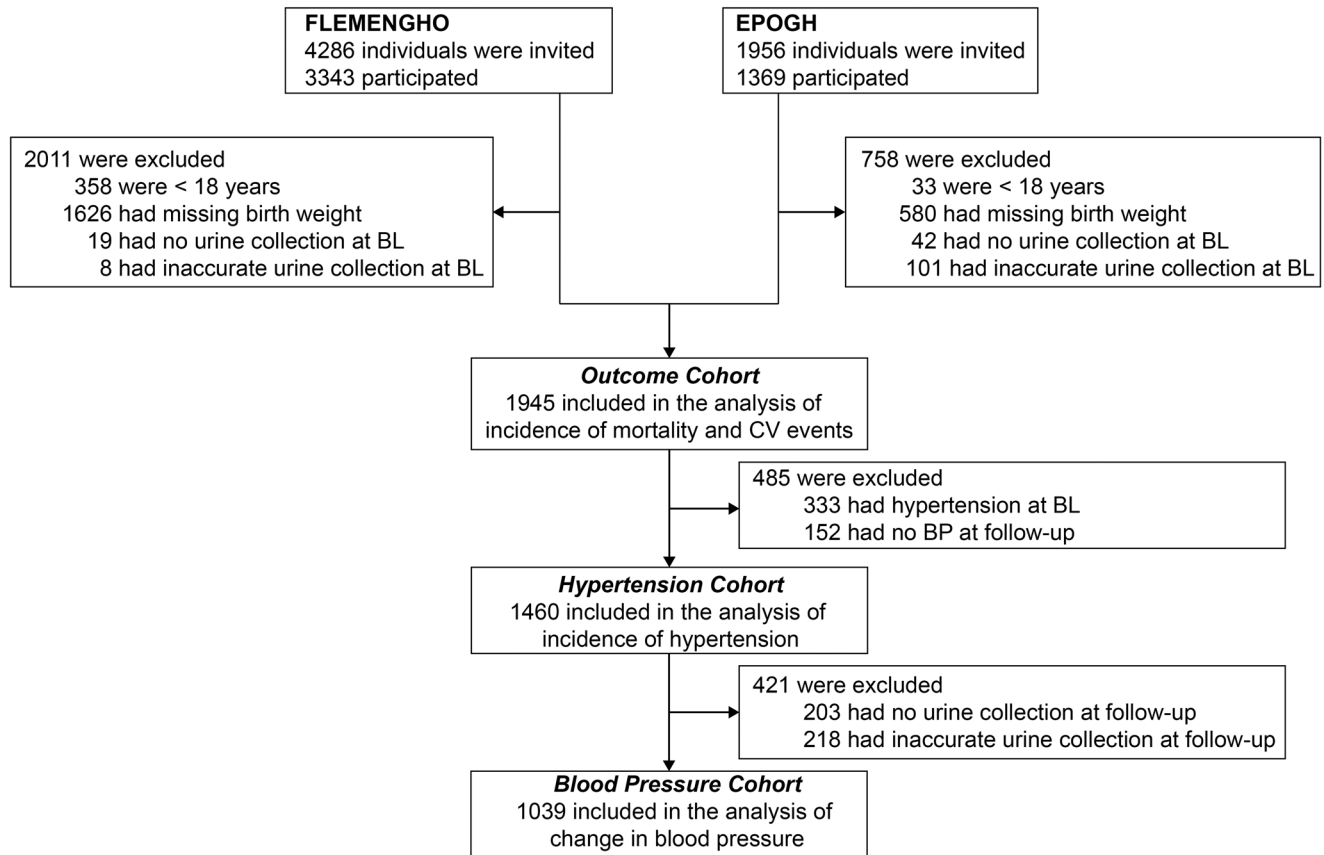 FLEMENGHO
4286 individuals were invited
3343 participated
EPOGH
1956 individuals were invited
1369 participated
2011 were excluded
358 were < 18 years
1626 had missing birth weight
19 had no urine collection at BL
8 had inaccurate urine collection at BL
758 were excluded
33 were < 18 years
580 had missing birth weight
42 had no urine collection at BL
101 had inaccurate urine collection at BL
Outcome Cohort
1945 included in the analysis of
incidence of mortality and CV events
485 were excluded
333 had hypertension at BL
152 had no BP at follow-up
Hypertension Cohort
1460 included in the analysis of
incidence of hypertension
421 were excluded
203 had no urine collection at follow-up
218 had inaccurate urine collection at follow-up
Blood Pressure Cohort
1039 included in the analysis of
change in blood pressure